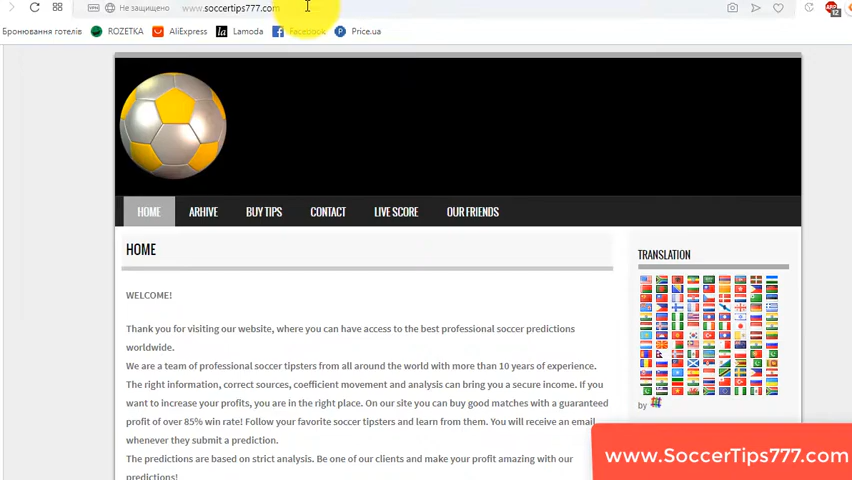 VPN Не защищено www.soccertips777.com
Бронювання готелів ROZETKA AliExpress la Lamoda Facebook P Price.ua
HOME ARHIVE BUY TIPS CONTACT LIVE SCORE OUR FRIENDS
HOME
WELCOME!
Thank you for visiting our website, where you can have access to the best professional soccer predictions
worldwide.
We are a team of professional soccer tipsters from all around the world with more than 10 years of experience.
The right information, correct sources, coefficient movement and analysis can bring you a secure income. If you
want to increase your profits, you are in the right place. On our site you can buy good matches with a guaranteed
profit of over 85% win rate! Follow your favorite soccer tipsters and learn from them. You will receive an email
whenever they submit a prediction.
The predictions are based on strict analysis. Be one of our clients and make your profit amazing with our
predictions!
TRANSLATION
by
www.SoccerTips777.com
12